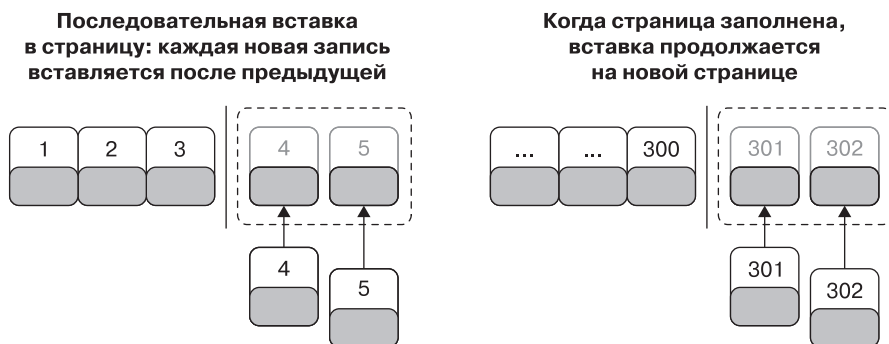 Последовательная вставка
в страницу: каждая новая запись
вставляется после предыдущей
1 2 3 4 5
4
5
Когда страница заполнена,
вставка продолжается
на новой странице
... ... 300 301 302
301
302